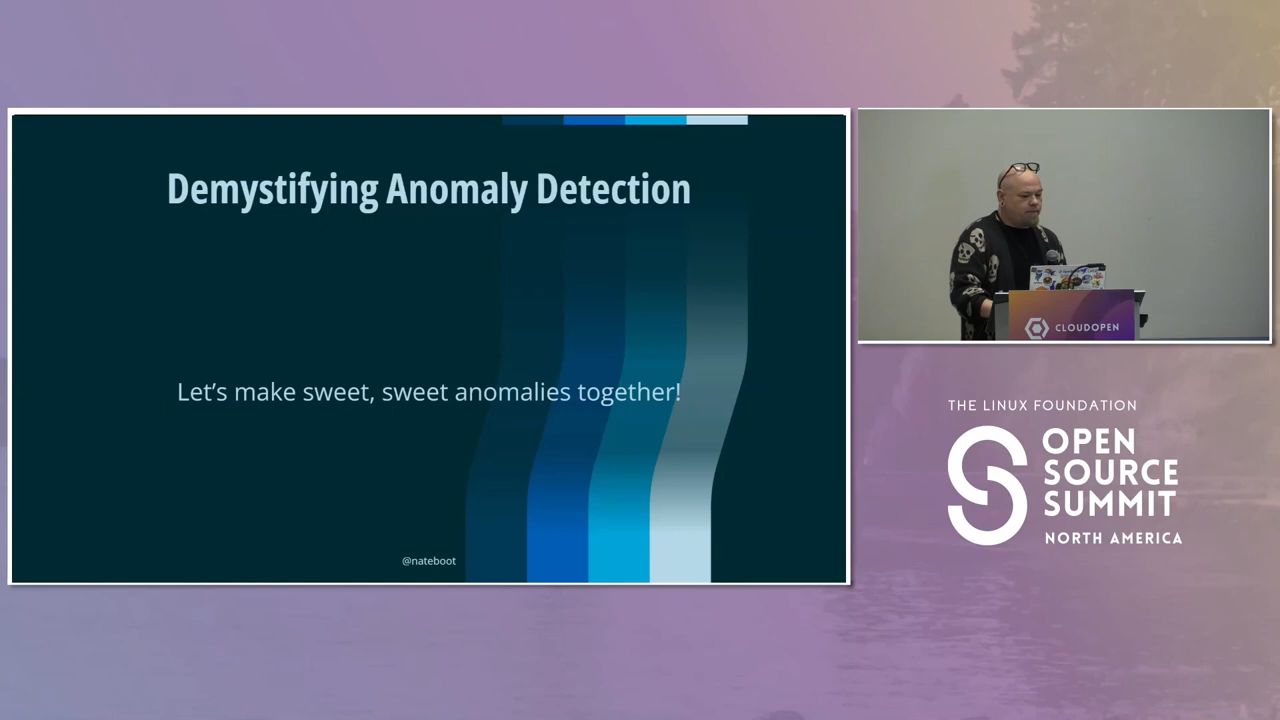 Demystifying Anomaly Detection
Let's make sweet, sweet anomalies together!
@nateboot
CLOUDOPEN
THE LINUX FOUNDATION
OPEN
SOURCE
SUMMIT
NORTH AMERICA